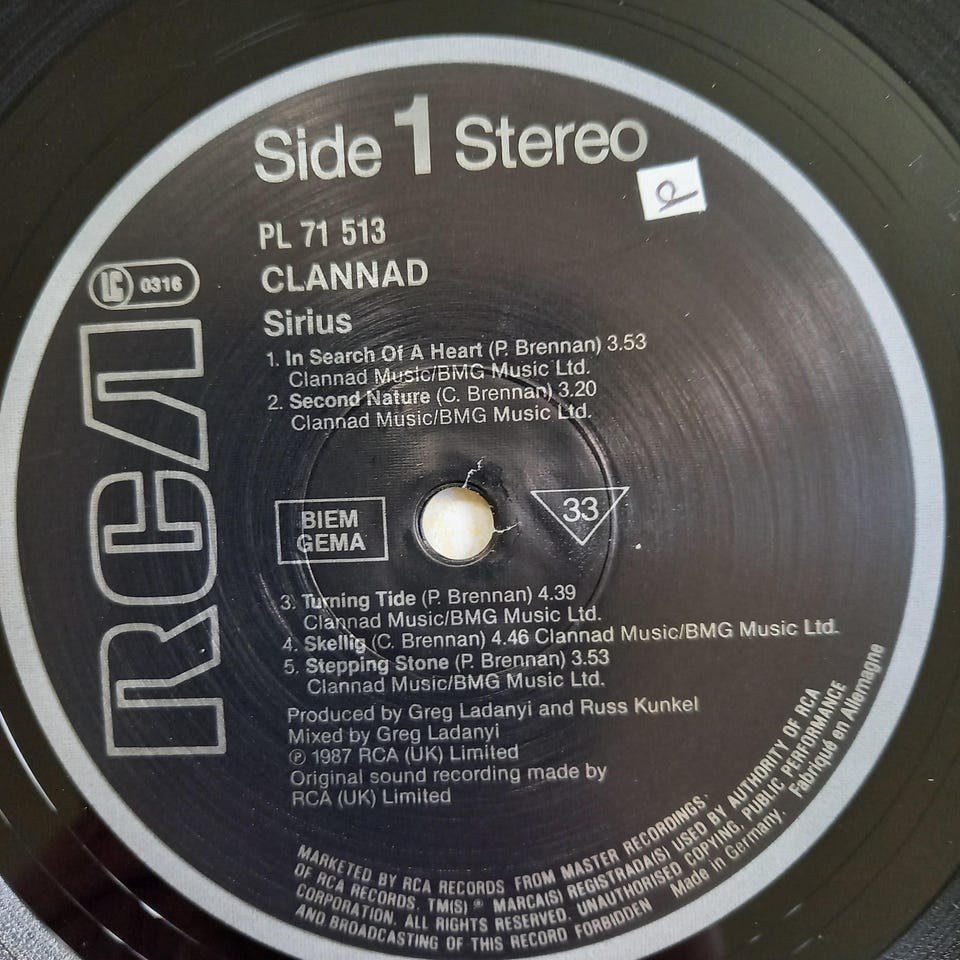 Side 1 Stereo
PL 71 513
LC 0316
CLANNAD
Sirius
1. In Search Of A Heart (P. Brennan) 3.53
Clannad Music/BMG Music Ltd.
2. Second Nature (C. Brennan) 3.20
Clannad Music/BMG Music Ltd.
RCA
BIEM
GEMA
33
3. Turning Tide (P. Brennan) 4.39
Clannad Music/BMG Music Ltd.
4. Skellig (C. Brennan) 4.46 Clannad Music/BMG Music Ltd.
5. Stepping Stone (P. Brennan) 3.53
Clannad Music/BMG Music Ltd.
Produced by Greg Ladanyi and Russ Kunkel
Mixed by Greg Ladanyi
℗ 1987 RCA (UK) Limited
Original sound recording made by
RCA (UK) Limited
MARKETED BY RCA RECORDS. FROM MASTER RECORDINGS
OF RCA RECORDS. TM(S) ® MARCA(S) REGISTRADA(S) USED BY AUTHORITY OF RCA
CORPORATION. ALL RIGHTS RESERVED. UNAUTHORISED COPYING, PUBLIC PERFORMANCE
AND BROADCASTING OF THIS RECORD FORBIDDEN Made in Germany. Fabriqué en Allemagne